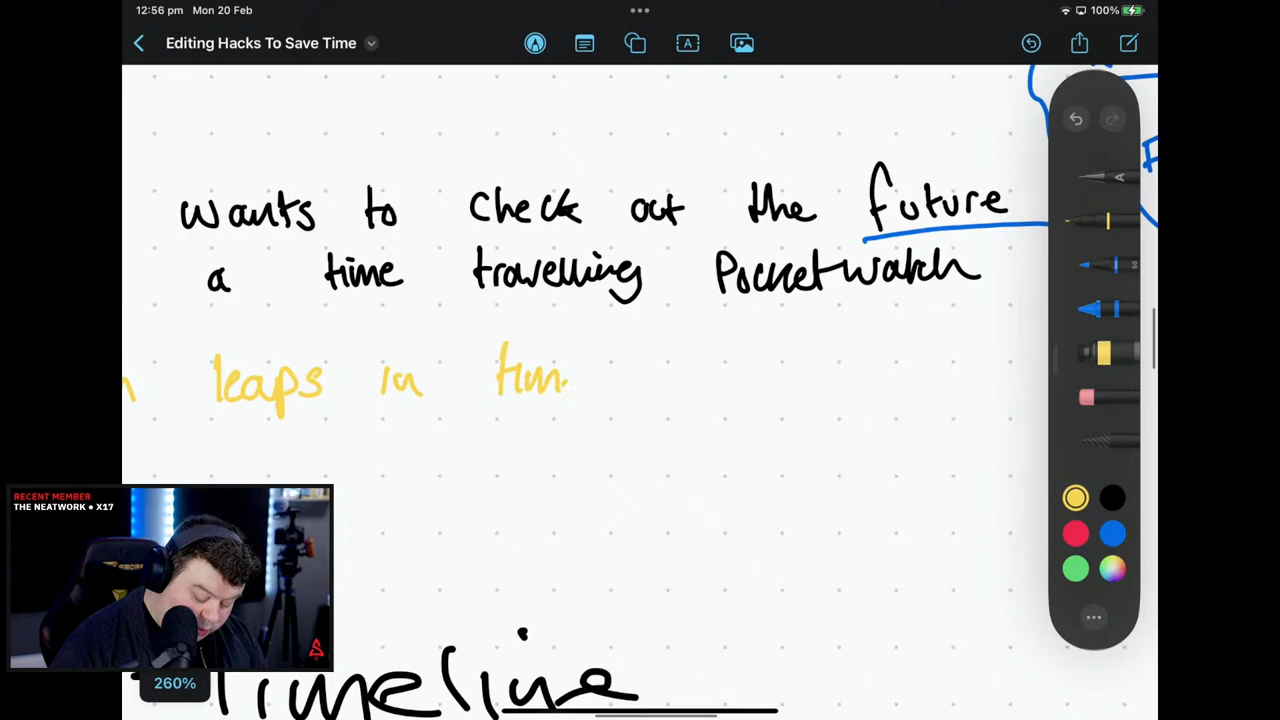 12:56 pm Mon 20 Feb
100%
Editing Hacks To Save Time
A
wants to check out the future
a time travelling Pocketwatch
leaps in tim
RECENT MEMBER
THE NEATWORK ● X17
260%
Timeline